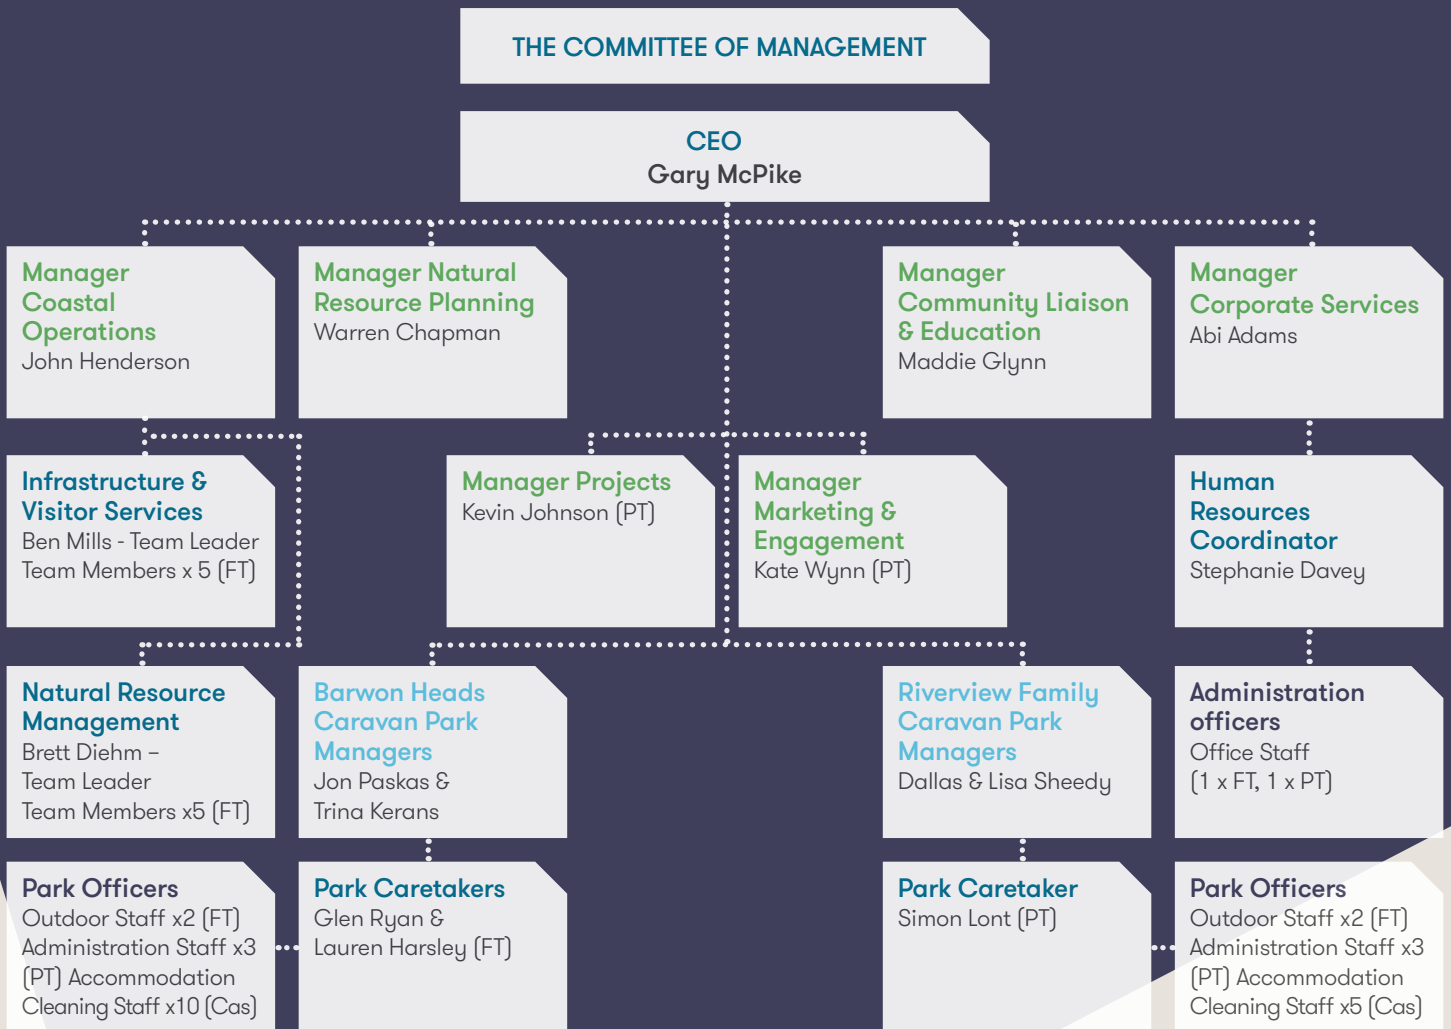 THE COMMITTEE OF MANAGEMENT
CEO
Gary McPike
Manager
Coastal
Operations
John Henderson
Manager Natural
Resource Planning
Warren Chapman
Manager
Community Liaison
& Education
Maddie Glynn
Manager
Corporate Services
Abi Adams
Infrastructure &
Visitor Services
Ben Mills - Team Leader
Team Members x 5 (FT)
Manager Projects
Kevin Johnson (PT)
Manager
Marketing &
Engagement
Kate Wynn (PT)
Human
Resources
Coordinator
Stephanie Davey
Natural Resource
Management
Brett Diehm –
Team Leader
Team Members x5 (FT)
Barwon Heads
Caravan Park
Managers
Jon Paskas &
Trina Kerans
Riverview Family
Caravan Park
Managers
Dallas & Lisa Sheedy
Administration
officers
Office Staff
(1 x FT, 1 x PT)
Park Officers
Outdoor Staff x2 (FT)
Administration Staff x3
(PT) Accommodation
Cleaning Staff x10 (Cas)
Park Caretakers
Glen Ryan &
Lauren Harsley (FT)
Park Caretaker
Simon Lont (PT)
Park Officers
Outdoor Staff x2 (FT)
Administration Staff x3
(PT) Accommodation
Cleaning Staff x5 (Cas)